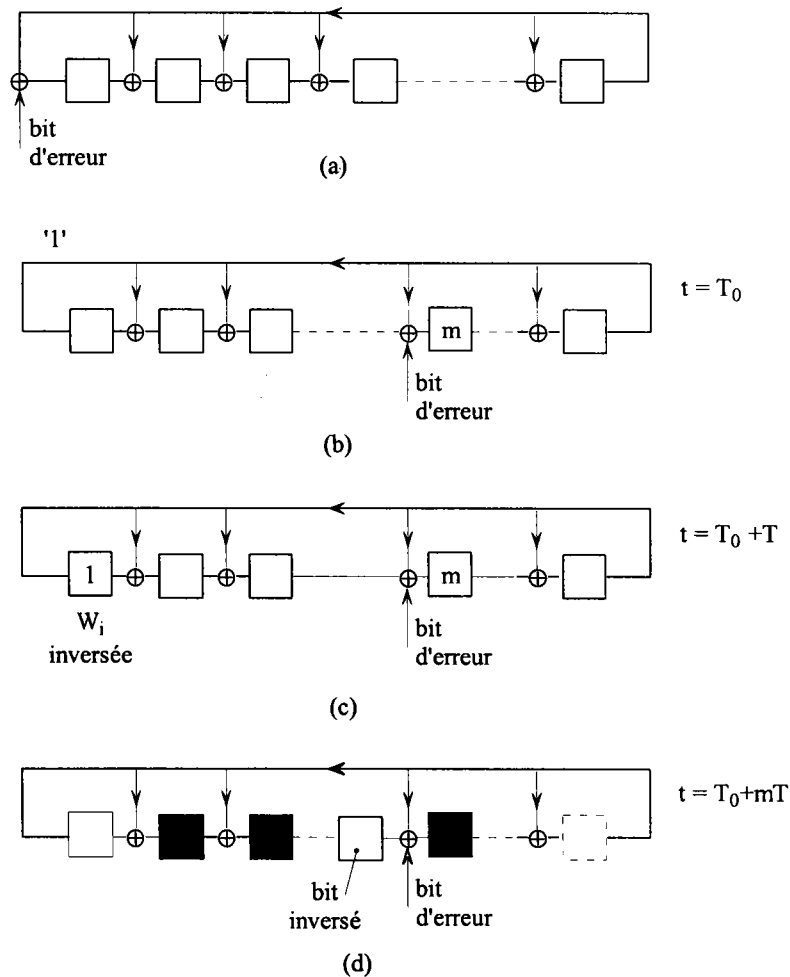 bit
d'erreur
(a)
'1'
t = T₀
m
bit
d'erreur
(b)
t = T₀ +T
1
m
Wᵢ
inversée
bit
d'erreur
(c)
t = T₀+mT
bit
inversé
bit
d'erreur
(d)